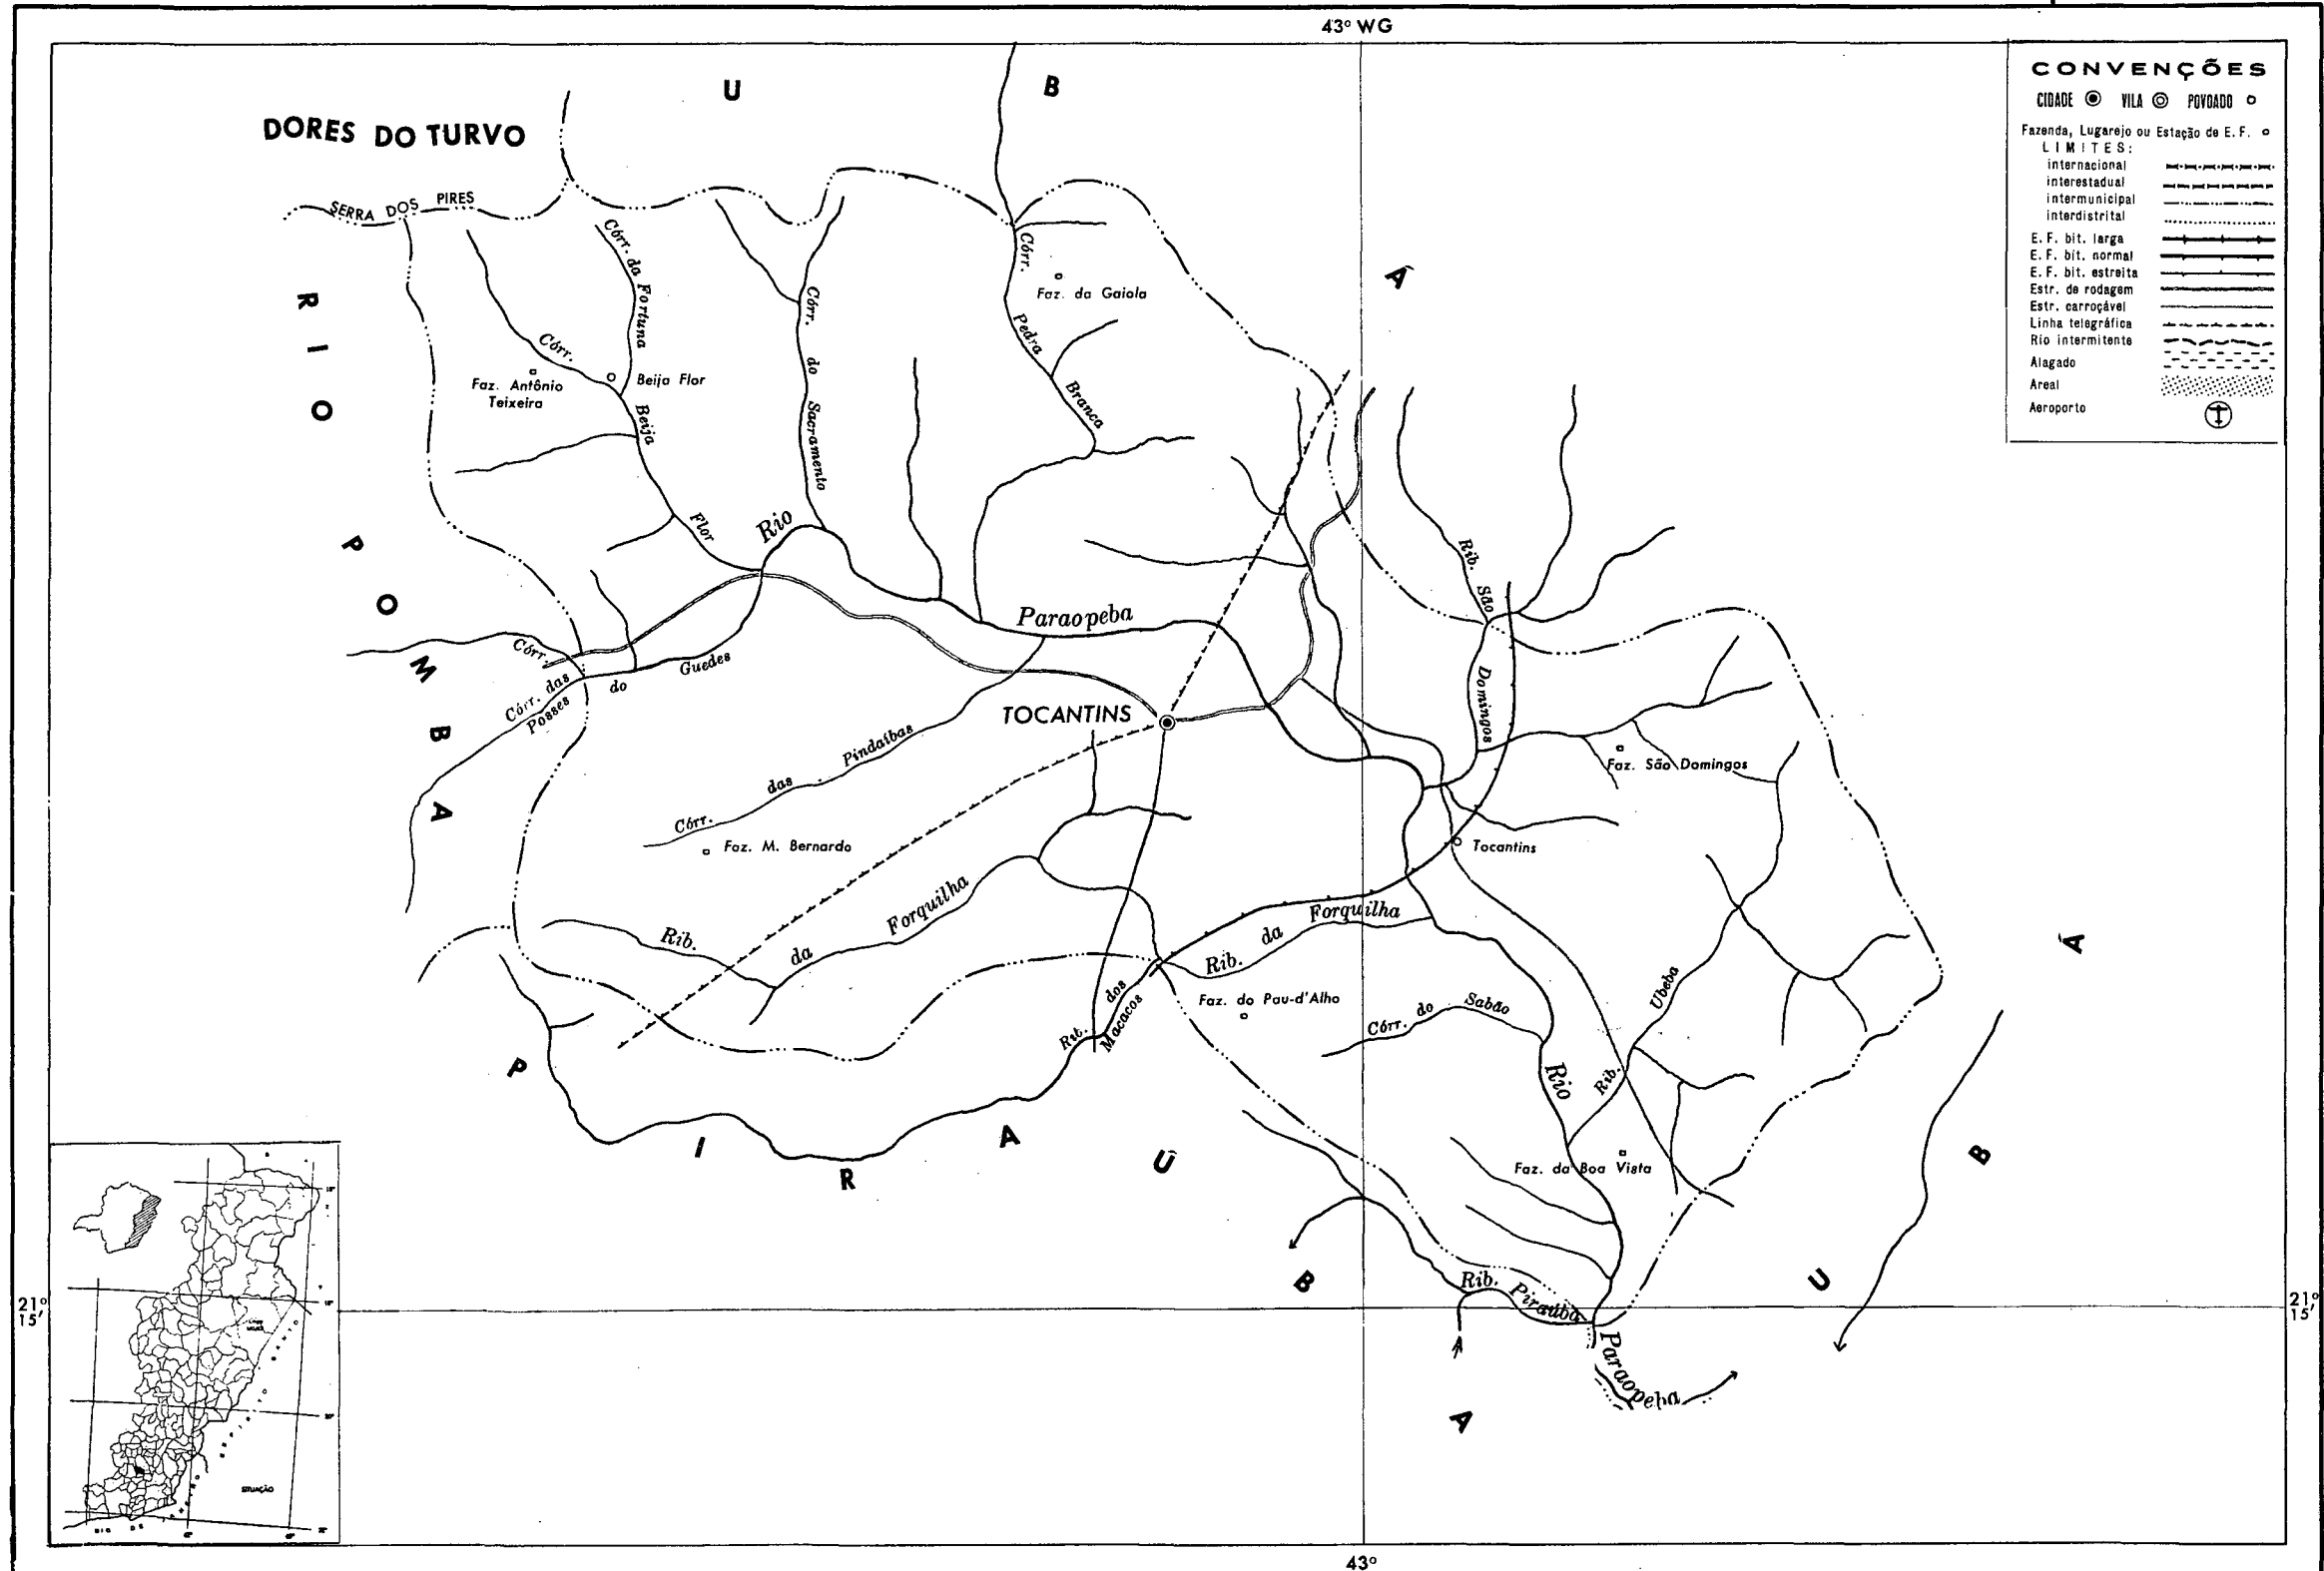 43º WG
U B Á
DORES DO TURVO
SERRA DOS PIRES
RIO POMBA
Córr. da Fortuna
Córr. do Sacramento
Córr. Pedra Branca
Faz. da Gaiola
Córr. Beija Flor
Faz. Antônio
Teixeira
Beija Flor
Rio Paraopeba
Rib. São Domingos
Córr. do Guedes
Córr. das
Posses
TOCANTINS
Córr. das Pindaíbas
Faz. M. Bernardo
Faz. São Domingos
Tocantins
Rib. da Forquilha
Rib. da Forquilha
Rib. dos
Macacos
Faz. do Pau-d'Alho
Córr. do Sabão
Rib. Ubeba
Rio Paraopeba
Faz. da Boa Vista
PIRAÚBA
Rib. Piraúba
U B Á
21º
15'
21º
15'
43º
CONVENÇÕES
CIDADE VILA POVOADO
Fazenda, Lugarejo ou Estação de E.F.
LIMITES:
internacional
interestadual
intermunicipal
interdistrital
E. F. bit. larga
E. F. bit. normal
E. F. bit. estreita
Estr. de rodagem
Estr. carroçável
Linha telegráfica
Rio intermitente
Alagado
Areal
Aeroporto
SITUAÇÃO